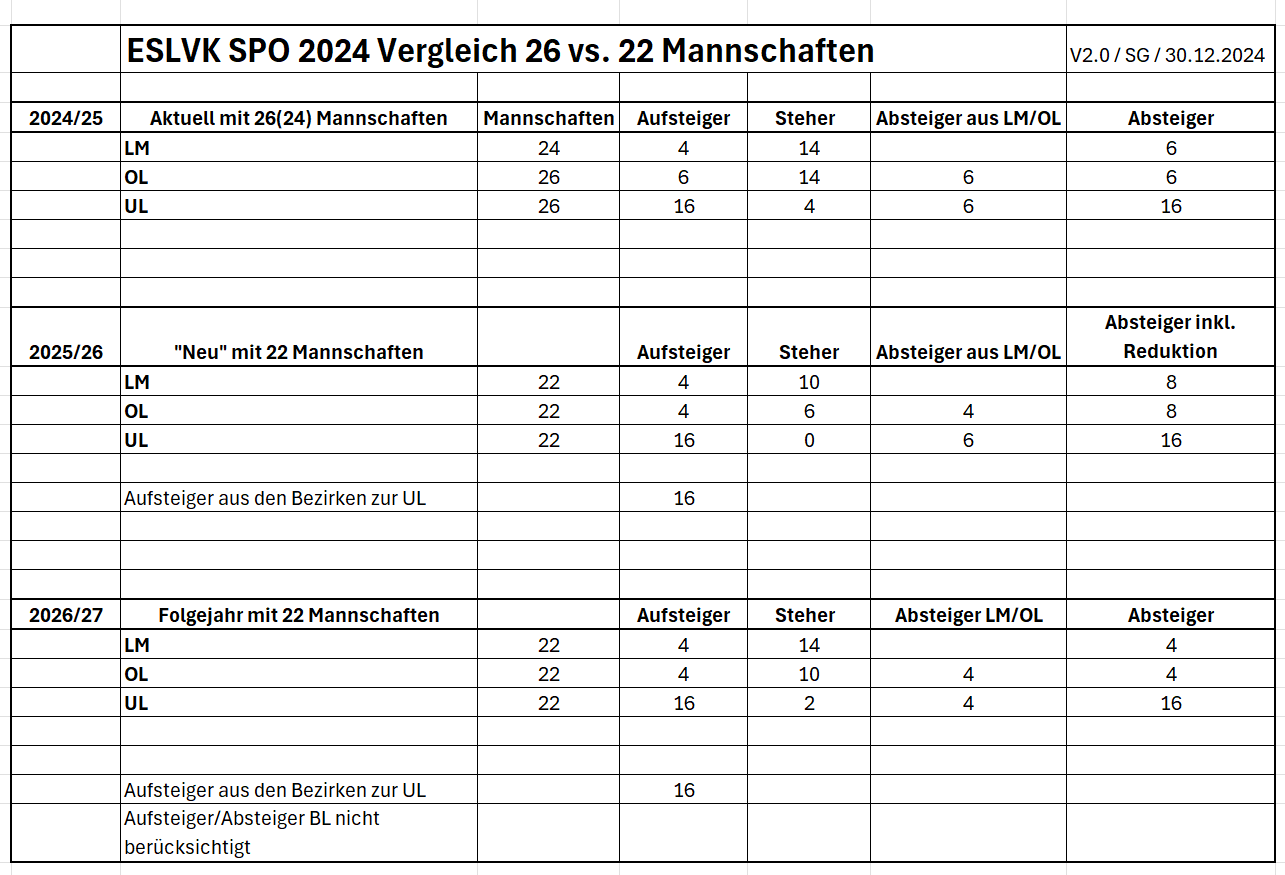 ESLVK SPO 2024 Vergleich 26 vs. 22 Mannschaften V2.0 / SG / 30.12.2024
2024/25 Aktuell mit 26(24) Mannschaften Mannschaften Aufsteiger Steher Absteiger aus LM/OL Absteiger
LM 24 4 14 6
OL 26 6 14 6 6
UL 26 16 4 6 16
Absteiger inkl.
2025/26 "Neu" mit 22 Mannschaften Aufsteiger Steher Absteiger aus LM/OL Reduktion
LM 22 4 10 8
OL 22 4 6 4 8
UL 22 16 0 6 16
Aufsteiger aus den Bezirken zur UL 16
2026/27 Folgejahr mit 22 Mannschaften Aufsteiger Steher Absteiger LM/OL Absteiger
LM 22 4 14 4
OL 22 4 10 4 4
UL 22 16 2 4 16
Aufsteiger aus den Bezirken zur UL 16
Aufsteiger/Absteiger BL nicht
berücksichtigt